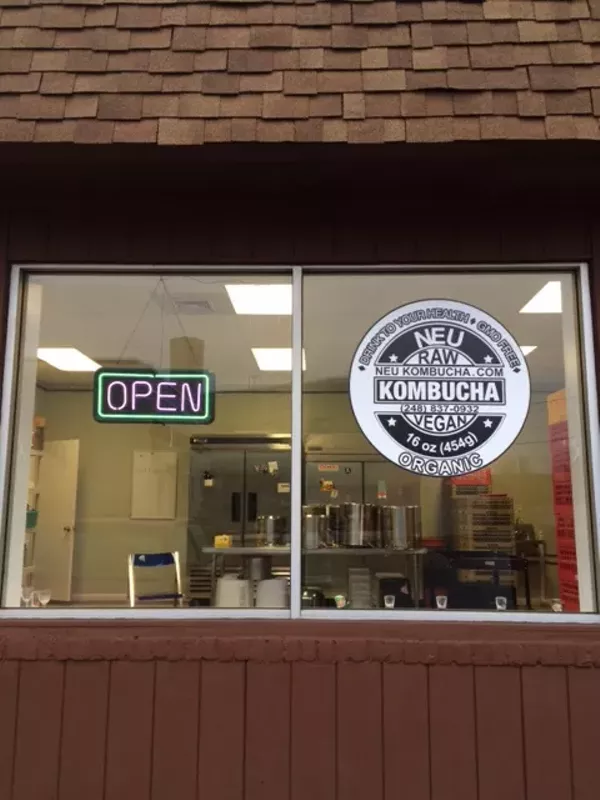 OPEN
DRINK TO YOUR HEALTH • GMO FREE
NEU
RAW
NEU KOMBUCHA.COM
KOMBUCHA
(248) 837-0932
VEGAN
16 oz (454g)
ORGANIC